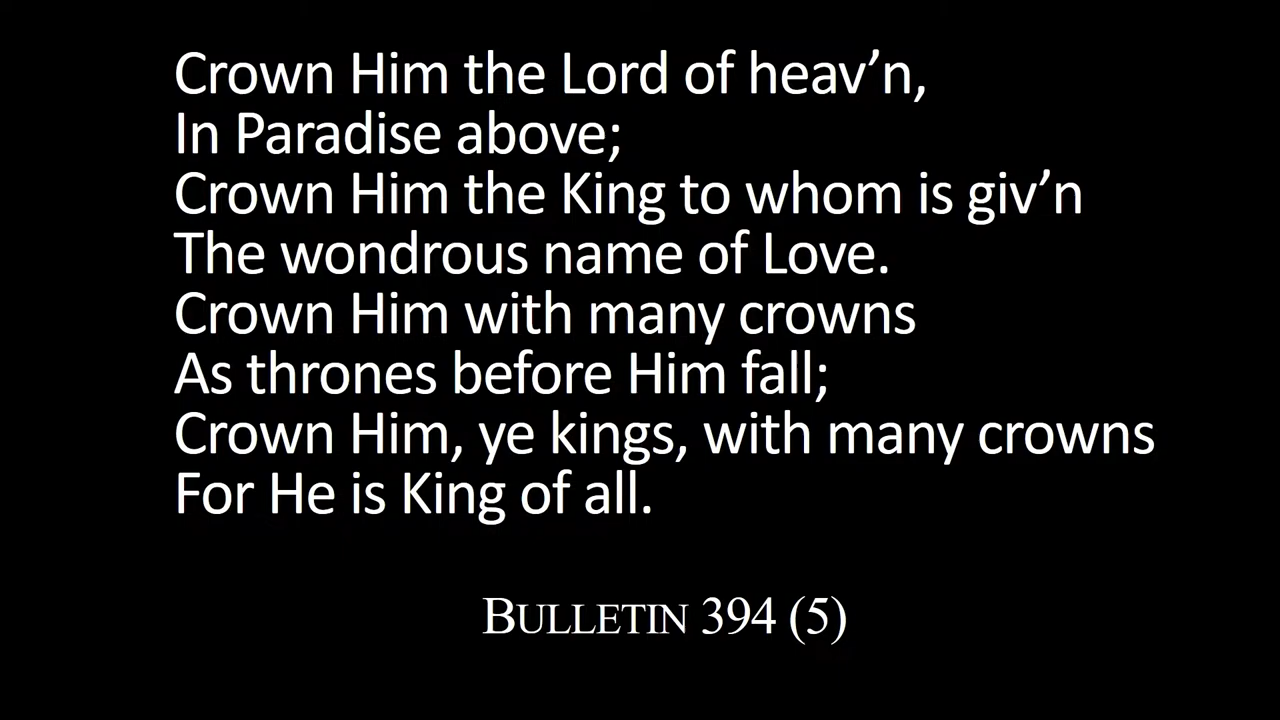 Crown Him the Lord of heav’n,
In Paradise above;
Crown Him the King to whom is giv’n
The wondrous name of Love.
Crown Him with many crowns
As thrones before Him fall;
Crown Him, ye kings, with many crowns
For He is King of all.
BULLETIN 394 (5)